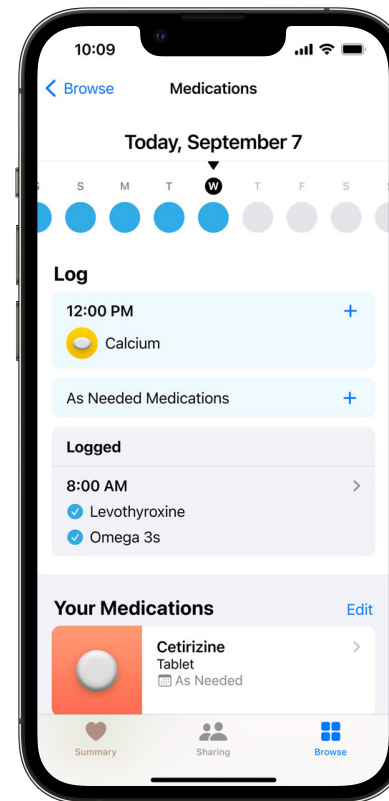 10:09
Browse
Medications
Today, September 7
S S M T W T F S S
Log
12:00 PM
Calcium
As Needed Medications
Logged
8:00 AM
Levothyroxine
Omega 3s
Your Medications
Edit
Cetirizine
Tablet
As Needed
Summary
Sharing
Browse